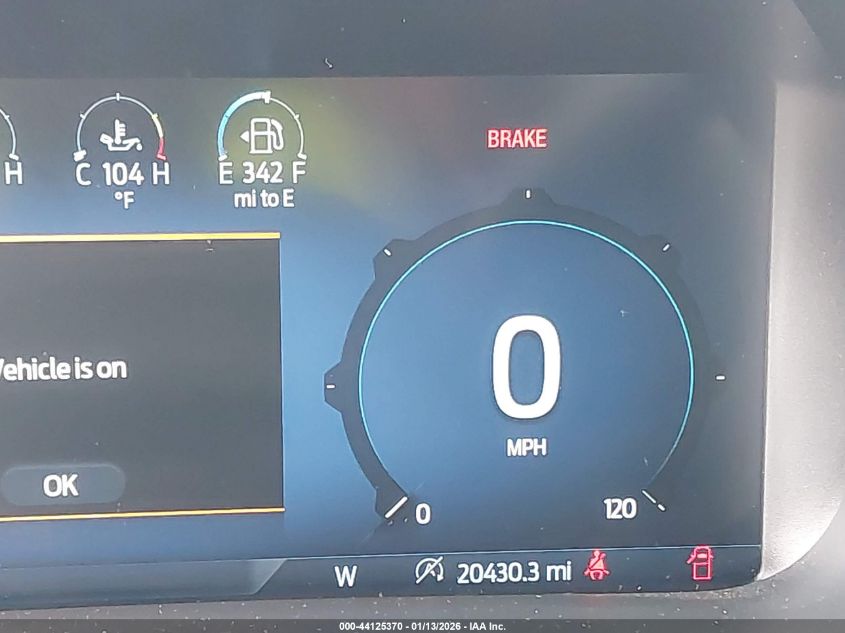 BRAKE
H
C 104 H
°F
E 342 F
mi to E
Vehicle is on
OK
0
MPH
0
120
W
20430.3 mi
000-44125370 - 01/13/2026 - IAA Inc.